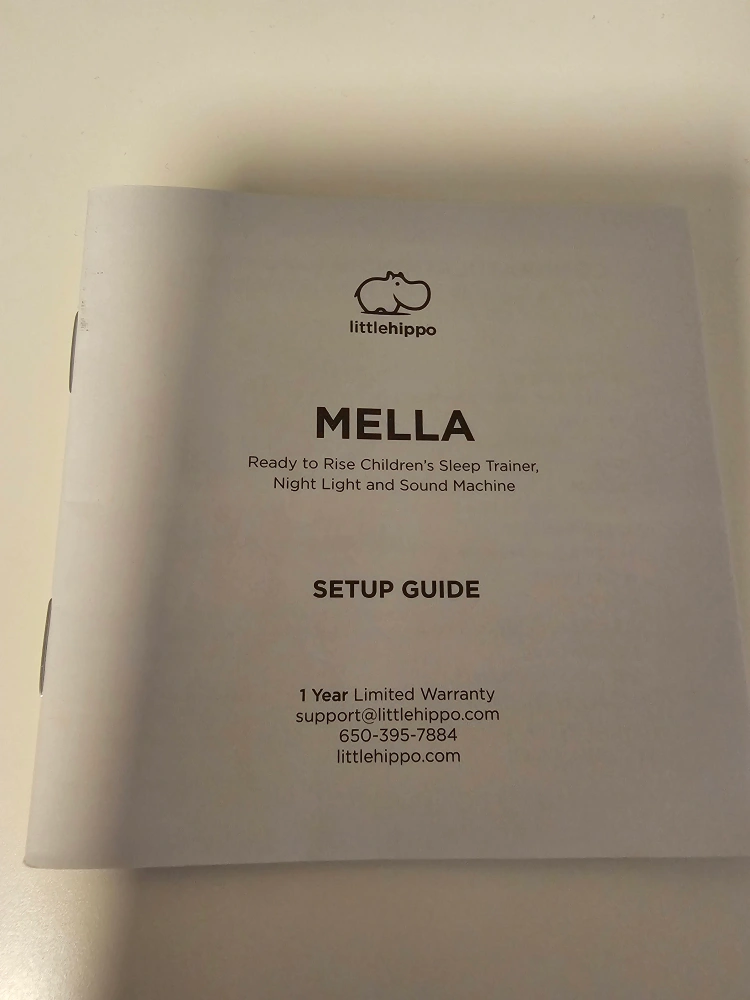 littlehippo
MELLA
Ready to Rise Children's Sleep Trainer,
Night Light and Sound Machine
SETUP GUIDE
1 Year Limited Warranty
support@littlehippo.com
650-395-7884
littlehippo.com